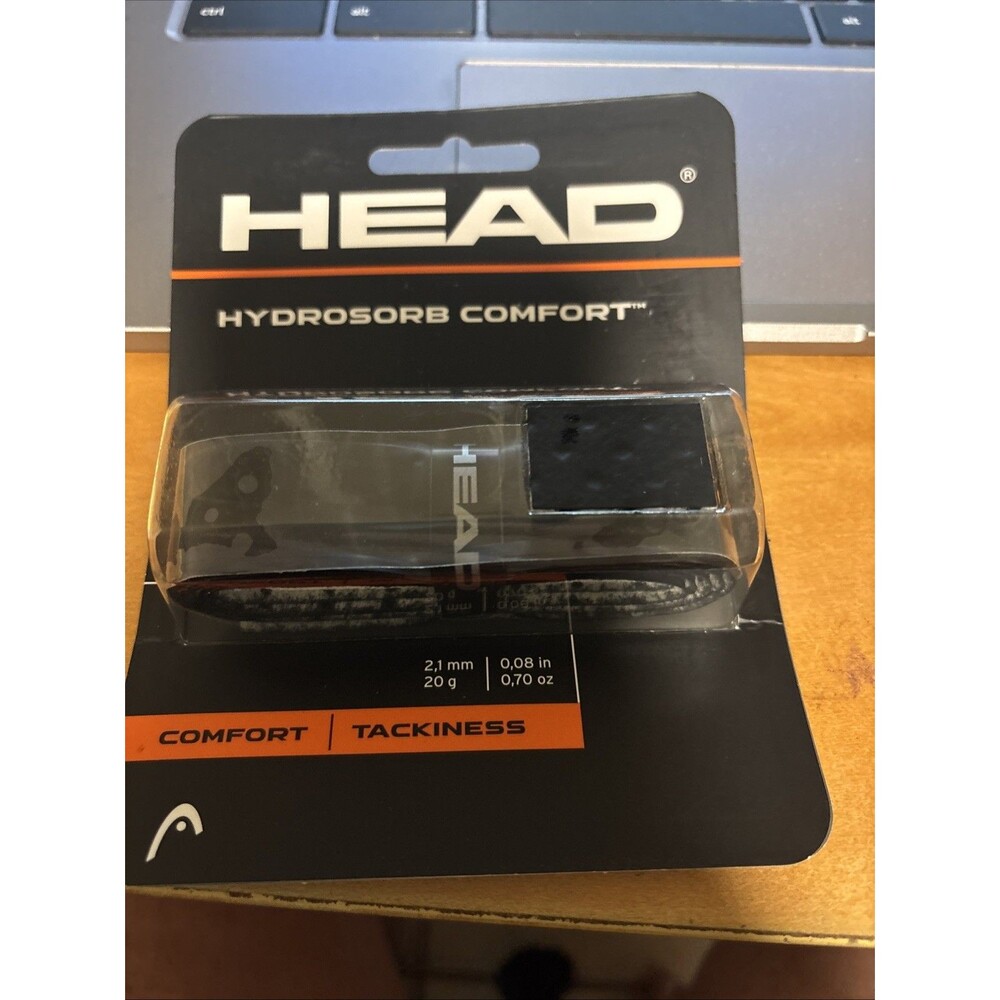 ctrl
alt
alt
HEAD®
HYDROSORB COMFORT™
HEAD
2,1 mm | 0,08 in
20 g | 0,70 oz
COMFORT | TACKINESS